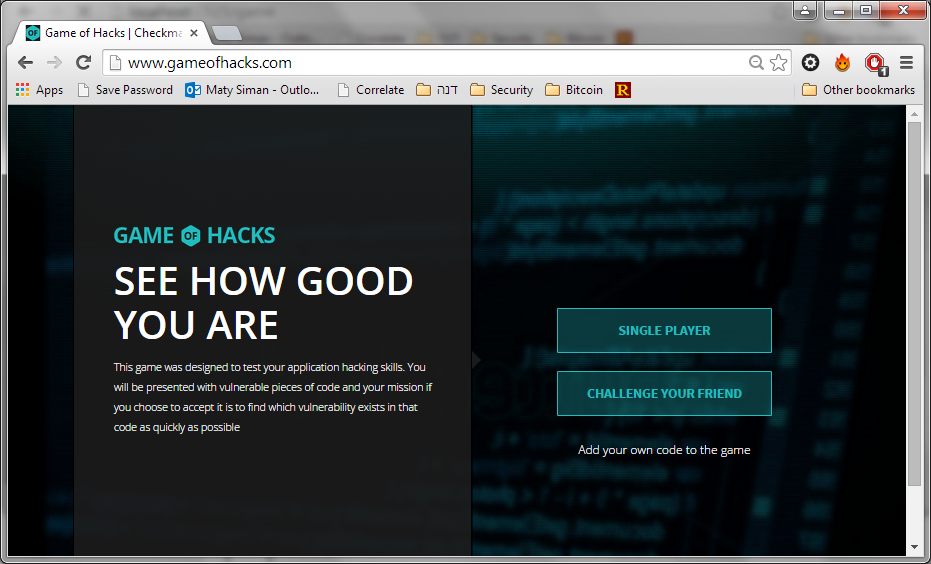 Game of Hacks | Checkma
www.gameofhacks.com
Apps Save Password Maty Siman - Outlo... Correlate דנה Security Bitcoin R Other bookmarks
1
GAME OF HACKS
SEE HOW GOOD
YOU ARE
This game was designed to test your application hacking skills. You
will be presented with vulnerable pieces of code and your mission if
you choose to accept it is to find which vulnerability exists in that
code as quickly as possible
SINGLE PLAYER
CHALLENGE YOUR FRIEND
Add your own code to the game